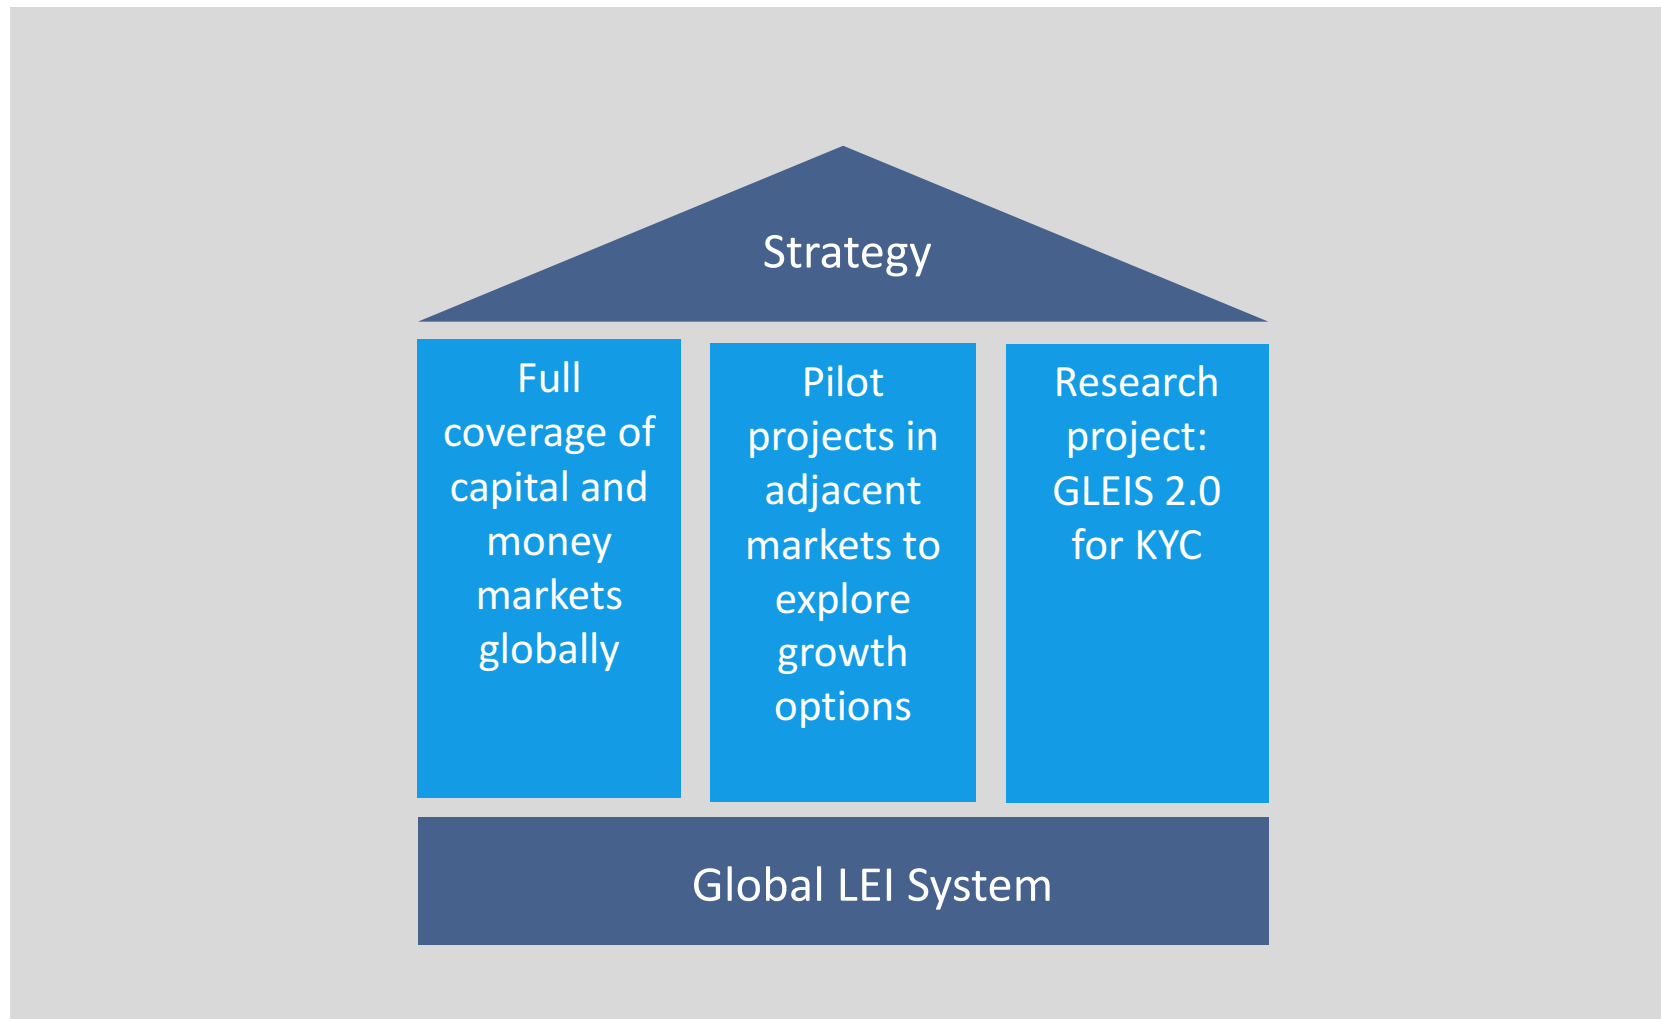 Strategy
Full
coverage of
capital and
money
markets
globally
Pilot
projects in
adjacent
markets to
explore
growth
options
Research
project:
GLEIS 2.0
for KYC
Global LEI System